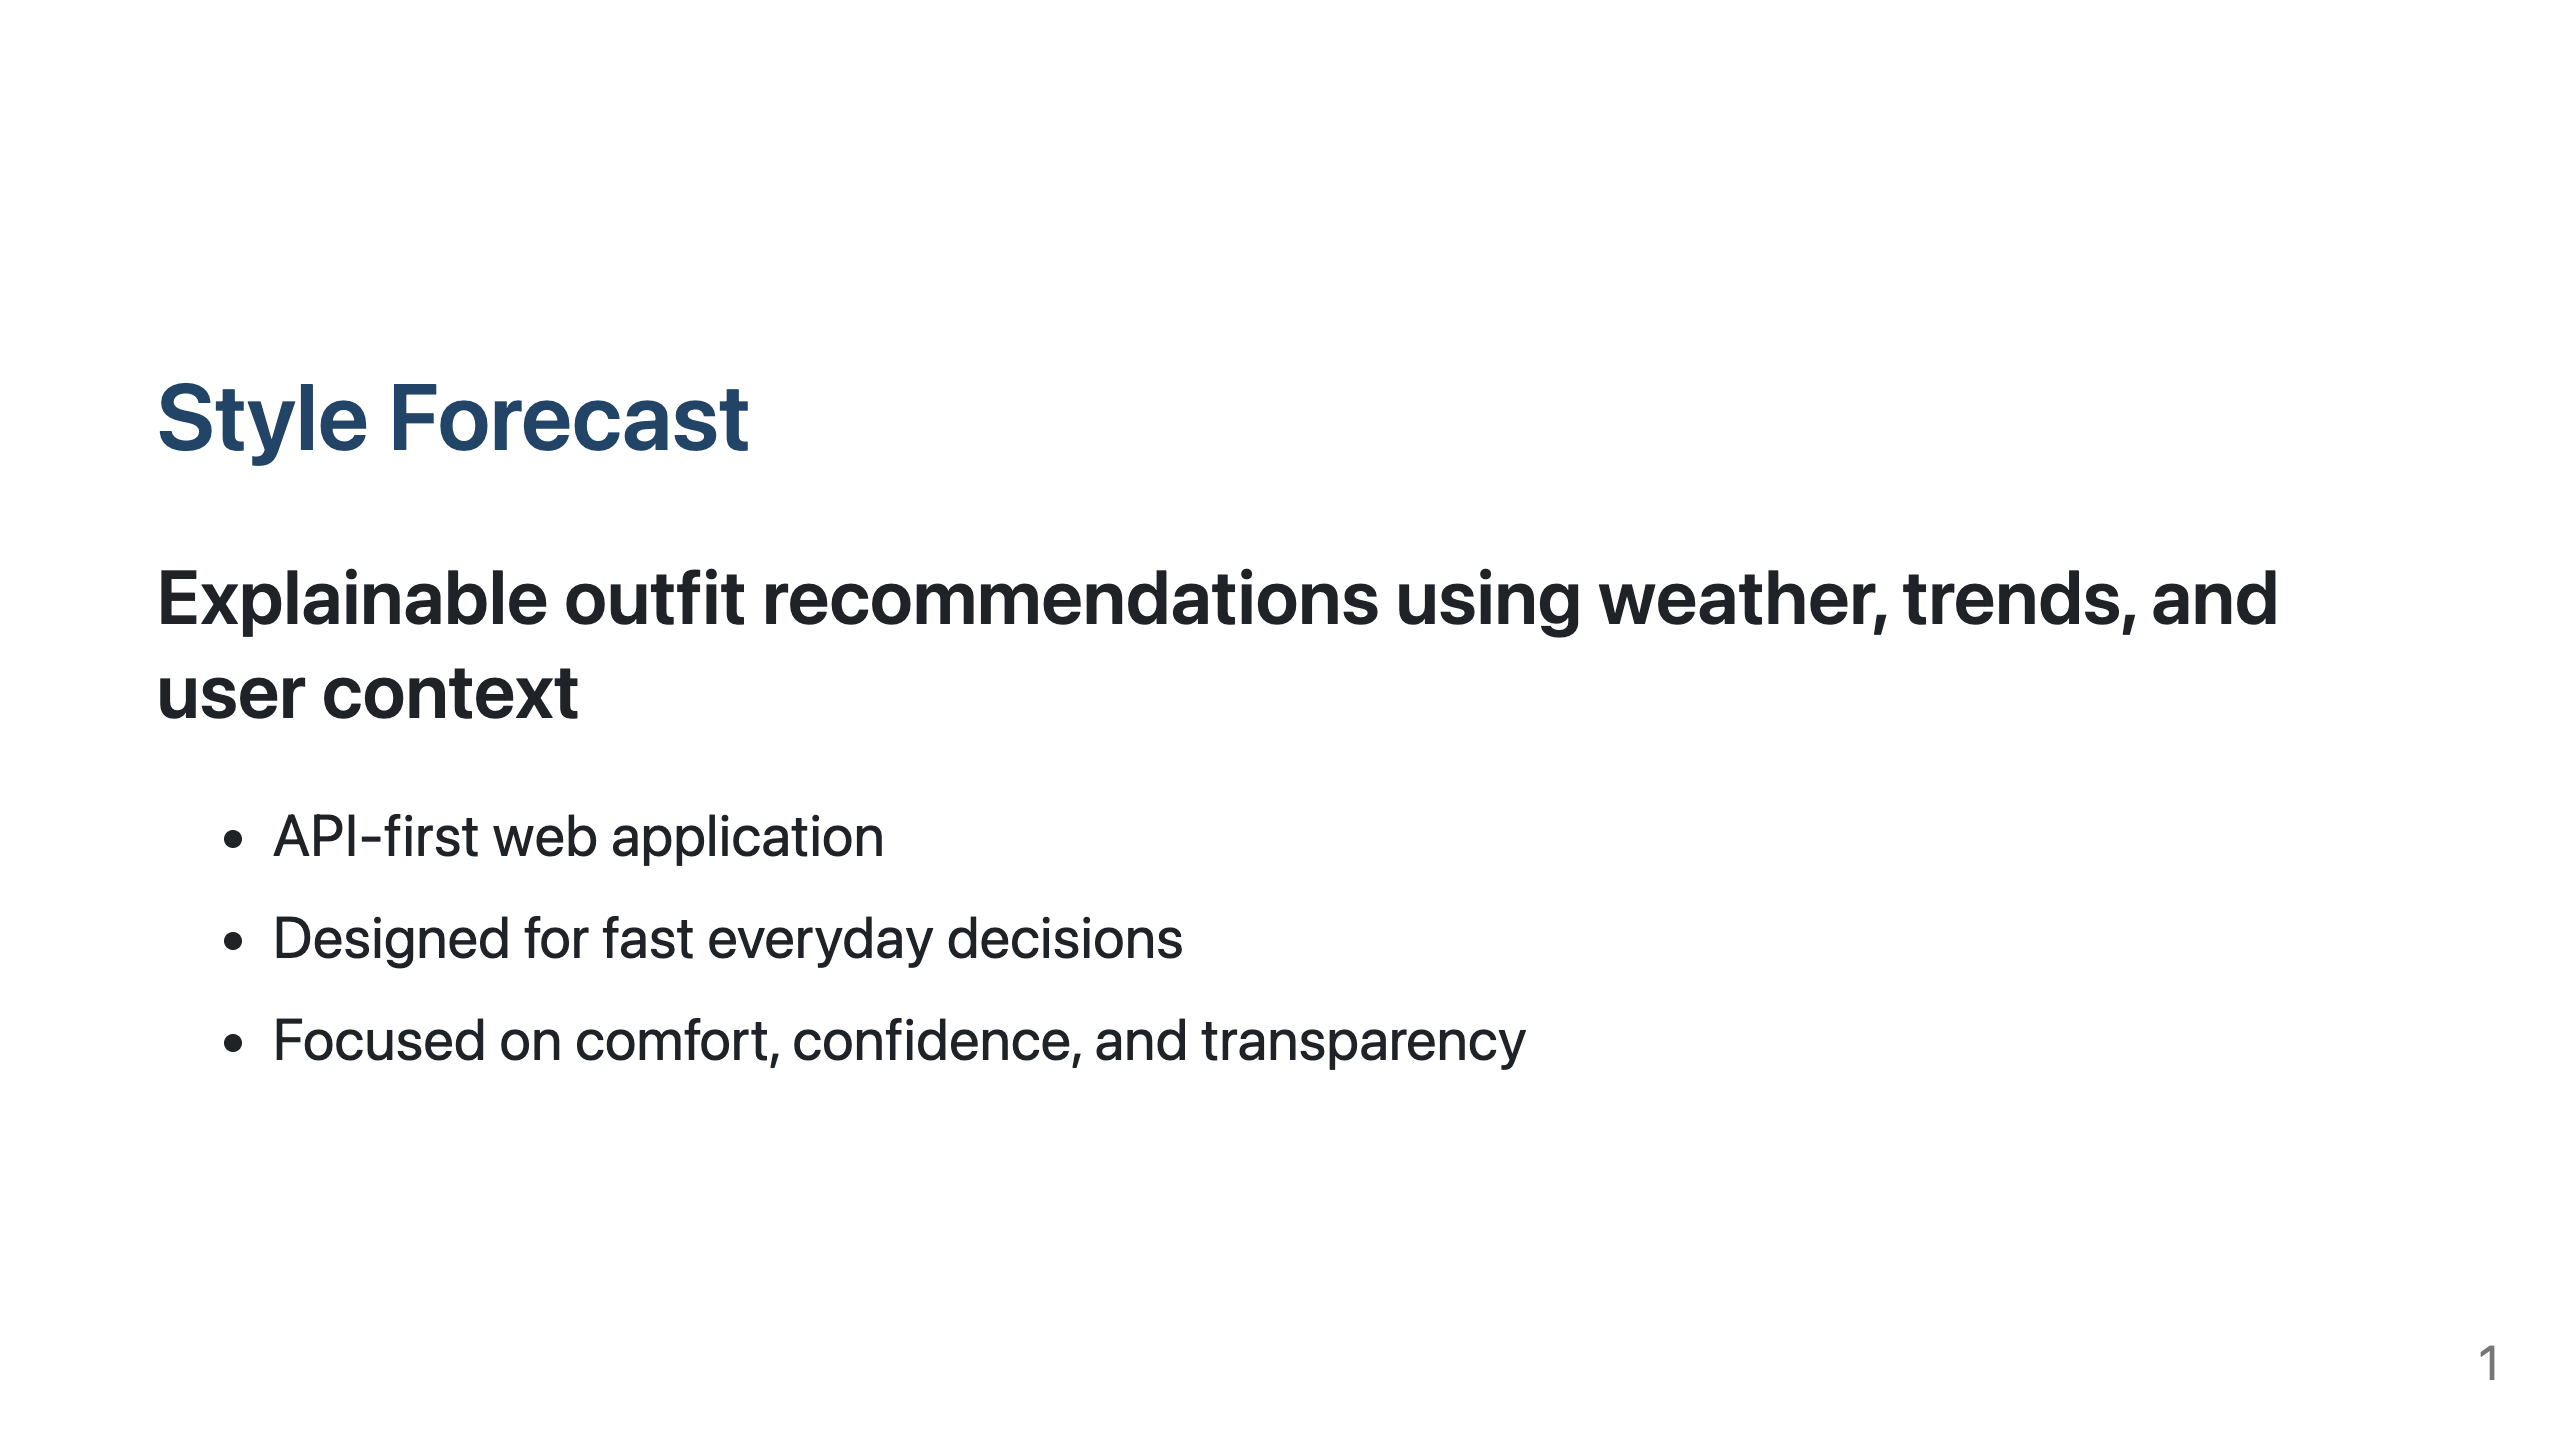 Style Forecast
Explainable outfit recommendations using weather, trends, and
user context
• API-first web application
• Designed for fast everyday decisions
• Focused on comfort, confidence, and transparency
1